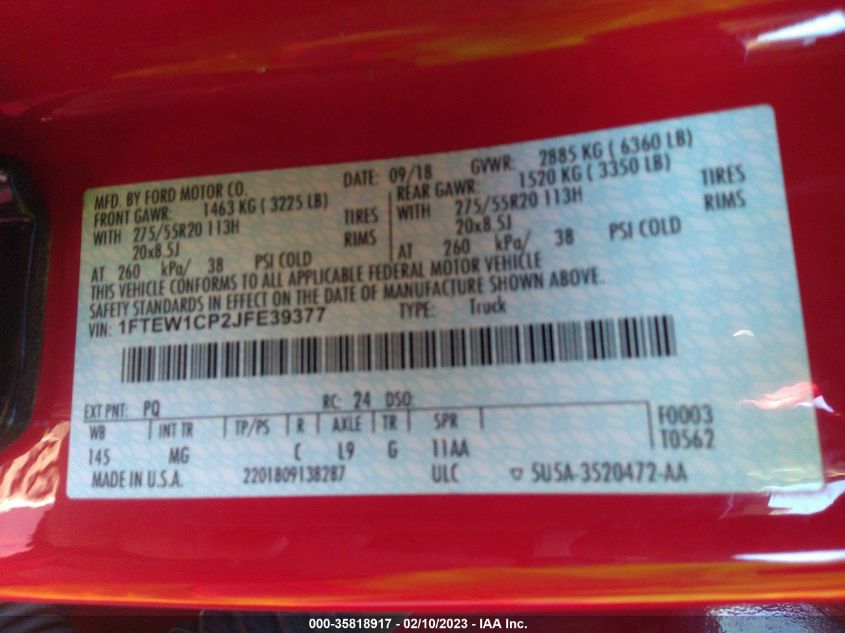 MFD. BY FORD MOTOR CO. DATE: 09/18 GVWR: 2885 KG ( 6360 LB)
FRONT GAWR: 1463 KG ( 3225 LB) REAR GAWR: 1520 KG ( 3350 LB)
WITH 275/55R20 113H TIRES WITH 275/55R20 113H TIRES
20x8.5J RIMS 20x8.5J RIMS
AT 260 kPa/ 38 PSI COLD AT 260 kPa/ 38 PSI COLD
THIS VEHICLE CONFORMS TO ALL APPLICABLE FEDERAL MOTOR VEHICLE
SAFETY STANDARDS IN EFFECT ON THE DATE OF MANUFACTURE SHOWN ABOVE.
VIN: 1FTEW1CP2JFE39377 TYPE: Truck
EXT PNT: PQ RC: 24 DSO: F0003
WB INT TR TP/PS R AXLE TR SPR T0562
145 MG C L9 G 11AA
MADE IN U.S.A. 2201809138287 ULC 5U5A-3520472-AA
000-35818917 - 02/10/2023 - IAA Inc.